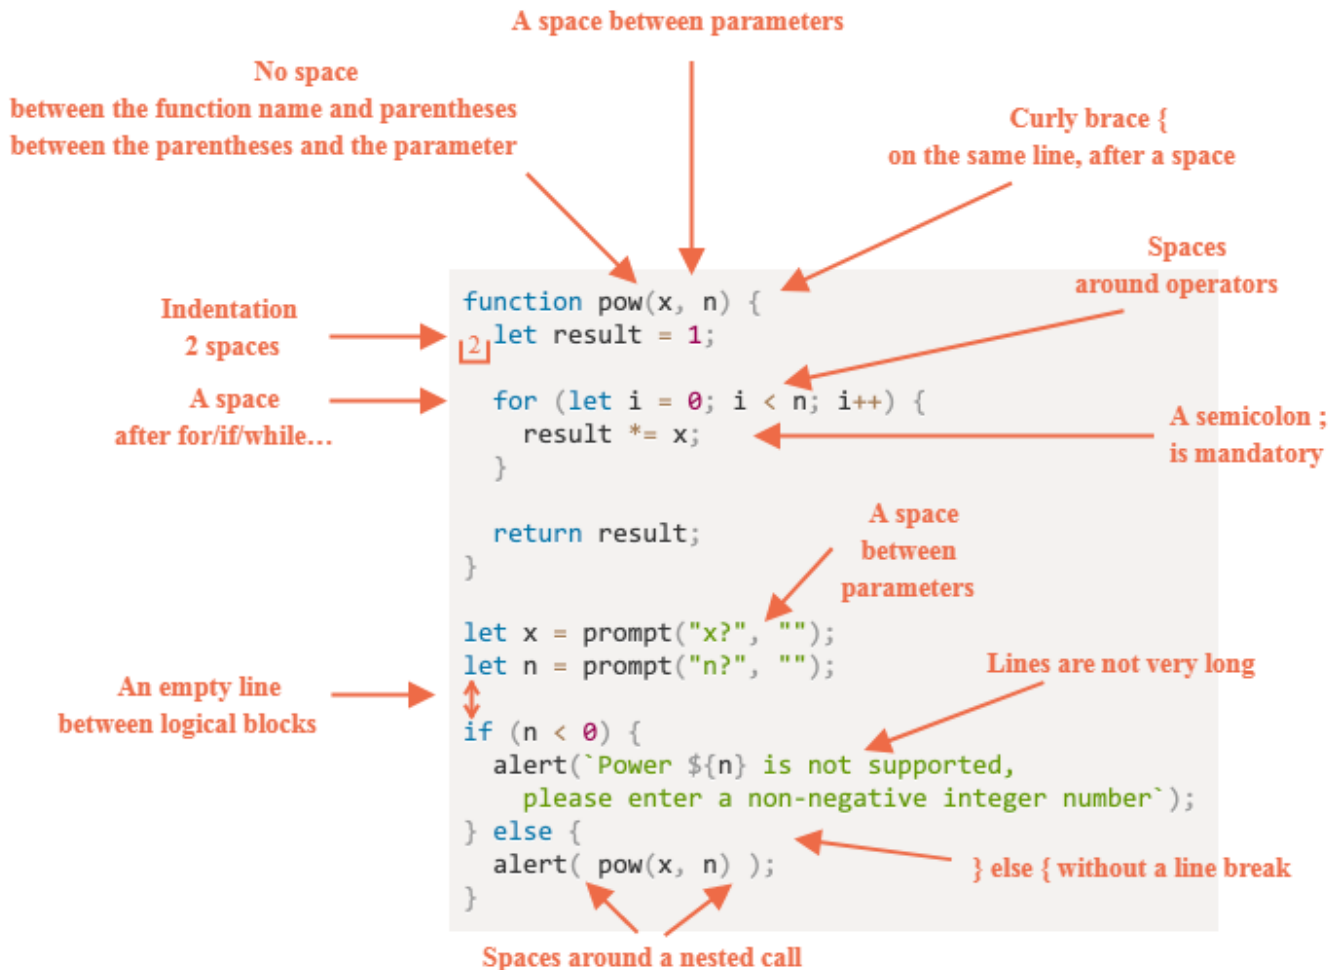 A space between parameters
No space
between the function name and parentheses
between the parentheses and the parameter
Curly brace {
on the same line, after a space
Spaces
around operators
Indentation
2 spaces
A space
after for/if/while…
function pow(x, n) {
2
  let result = 1;

  for (let i = 0; i < n; i++) {
    result *= x;
  }

  return result;
}

let x = prompt("x?", "");
let n = prompt("n?", "");

if (n < 0) {
  alert(`Power ${n} is not supported,
    please enter a non-negative integer number`);
} else {
  alert( pow(x, n) );
}
A semicolon ;
is mandatory
A space
between
parameters
Lines are not very long
An empty line
between logical blocks
} else { without a line break
Spaces around a nested call